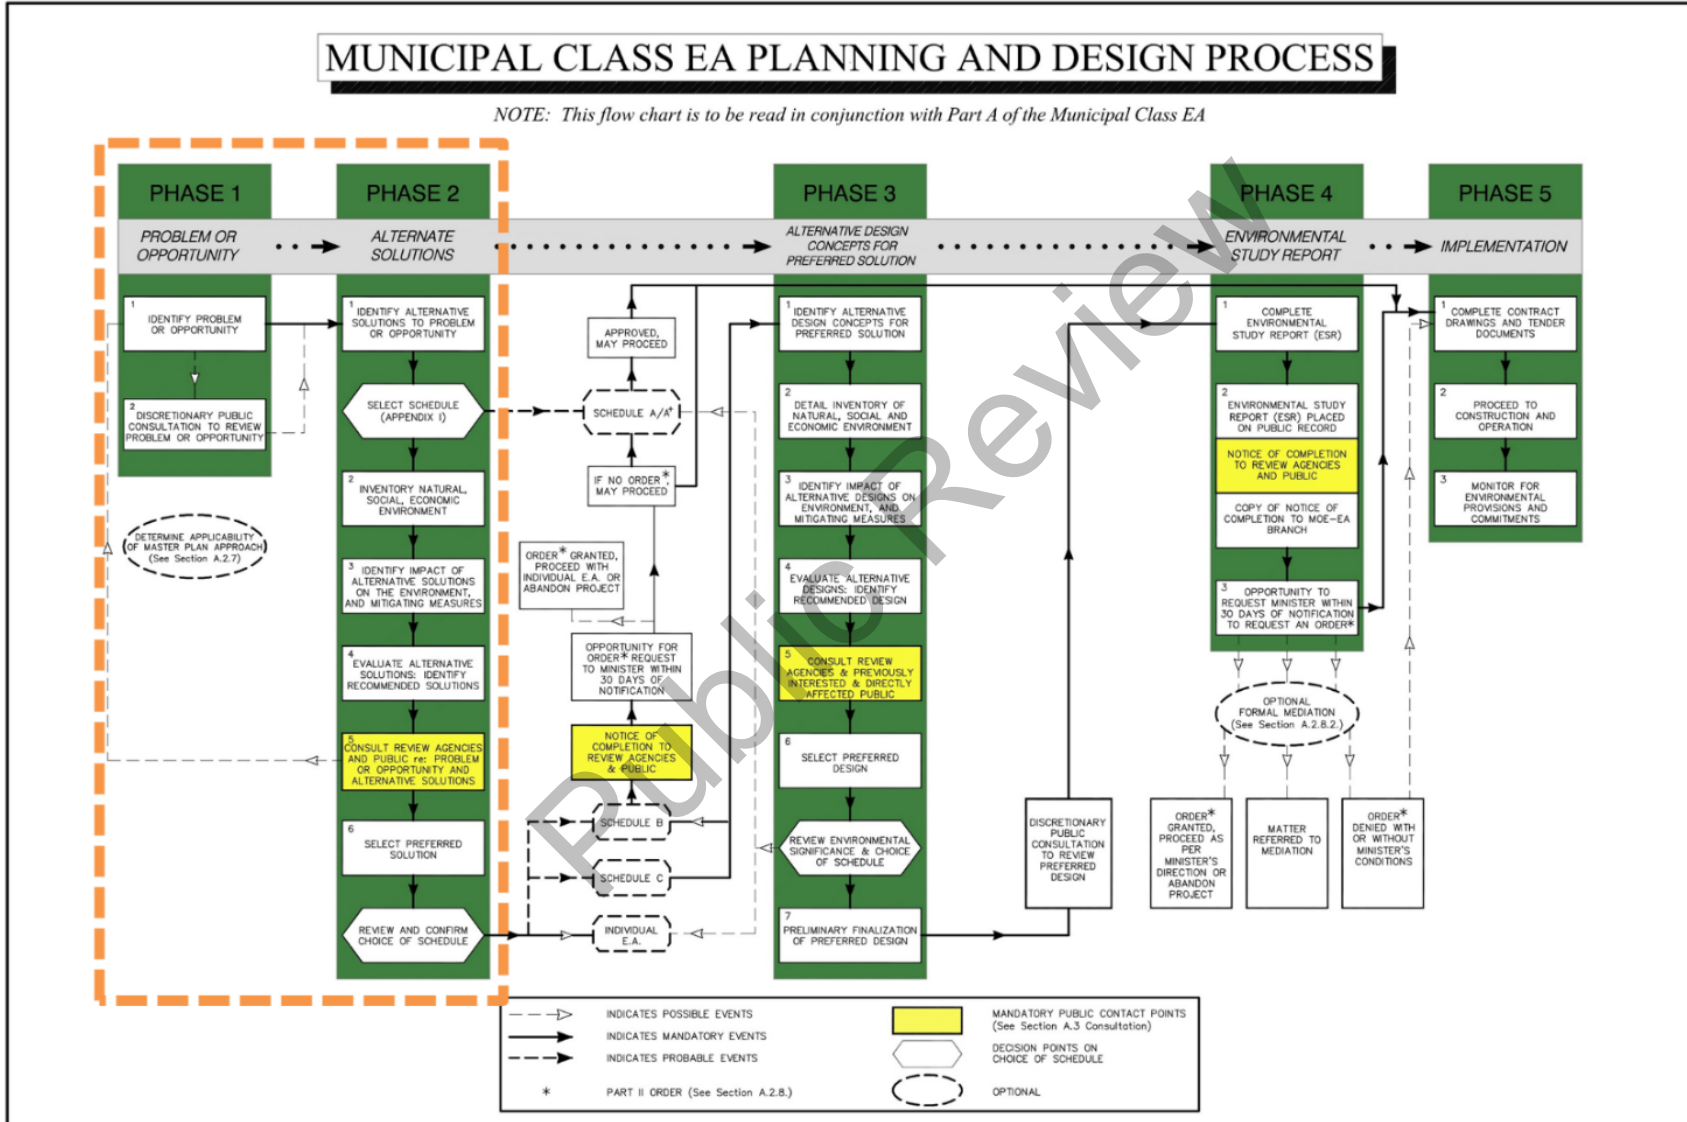 MUNICIPAL CLASS EA PLANNING AND DESIGN PROCESS
NOTE: This flow chart is to be read in conjunction with Part A of the Municipal Class EA
PHASE 1
PROBLEM OR
OPPORTUNITY
1
IDENTIFY PROBLEM
OR OPPORTUNITY
2
DISCRETIONARY PUBLIC
CONSULTATION TO REVIEW
PROBLEM OR OPPORTUNITY
DETERMINE APPLICABILITY
OF MASTER PLAN APPROACH
(See Section A.2.7)
PHASE 2
ALTERNATE
SOLUTIONS
1
IDENTIFY ALTERNATIVE
SOLUTIONS TO PROBLEM
OR OPPORTUNITY
SELECT SCHEDULE
(APPENDIX I)
2
INVENTORY NATURAL,
SOCIAL, ECONOMIC
ENVIRONMENT
3
IDENTIFY IMPACT OF
ALTERNATIVE SOLUTIONS
ON THE ENVIRONMENT,
AND MITIGATING MEASURES
4
EVALUATE ALTERNATIVE
SOLUTIONS: IDENTIFY
RECOMMENDED SOLUTIONS
5
CONSULT REVIEW AGENCIES
AND PUBLIC re: PROBLEM
OR OPPORTUNITY AND
ALTERNATIVE SOLUTIONS
6
SELECT PREFERRED
SOLUTION
REVIEW AND CONFIRM
CHOICE OF SCHEDULE
APPROVED,
MAY PROCEED
SCHEDULE A/A+
IF NO ORDER*,
MAY PROCEED
ORDER* GRANTED,
PROCEED WITH
INDIVIDUAL E.A. OR
ABANDON PROJECT
OPPORTUNITY FOR
ORDER* REQUEST
TO MINISTER WITHIN
30 DAYS OF
NOTIFICATION
NOTICE OF
COMPLETION TO
REVIEW AGENCIES
& PUBLIC
SCHEDULE B
SCHEDULE C
INDIVIDUAL
E.A.
PHASE 3
ALTERNATIVE DESIGN
CONCEPTS FOR
PREFERRED SOLUTION
1
IDENTIFY ALTERNATIVE
DESIGN CONCEPTS FOR
PREFERRED SOLUTION
2
DETAIL INVENTORY OF
NATURAL, SOCIAL AND
ECONOMIC ENVIRONMENT
3
IDENTIFY IMPACT OF
ALTERNATIVE DESIGNS ON
ENVIRONMENT, AND
MITIGATING MEASURES
4
EVALUATE ALTERNATIVE
DESIGNS: IDENTIFY
RECOMMENDED DESIGN
5
CONSULT REVIEW
AGENCIES & PREVIOUSLY
INTERESTED & DIRECTLY
AFFECTED PUBLIC
6
SELECT PREFERRED
DESIGN
REVIEW ENVIRONMENTAL
SIGNIFICANCE & CHOICE
OF SCHEDULE
7
PRELIMINARY FINALIZATION
OF PREFERRED DESIGN
DISCRETIONARY
PUBLIC
CONSULTATION
TO REVIEW
PREFERRED
DESIGN
PHASE 4
ENVIRONMENTAL
STUDY REPORT
1
COMPLETE
ENVIRONMENTAL
STUDY REPORT (ESR)
2
ENVIRONMENTAL STUDY
REPORT (ESR) PLACED
ON PUBLIC RECORD
NOTICE OF COMPLETION
TO REVIEW AGENCIES
AND PUBLIC
COPY OF NOTICE OF
COMPLETION TO MOE-EA
BRANCH
3
OPPORTUNITY TO
REQUEST MINISTER WITHIN
30 DAYS OF NOTIFICATION
TO REQUEST AN ORDER*
OPTIONAL
FORMAL MEDIATION
(See Section A.2.8.2.)
ORDER*
GRANTED,
PROCEED AS
PER
MINISTER'S
DIRECTION OR
ABANDON
PROJECT
MATTER
REFERRED TO
MEDIATION
ORDER*
DENIED WITH
OR WITHOUT
MINISTER'S
CONDITIONS
PHASE 5
IMPLEMENTATION
1
COMPLETE CONTRACT
DRAWINGS AND TENDER
DOCUMENTS
2
PROCEED TO
CONSTRUCTION AND
OPERATION
3
MONITOR FOR
ENVIRONMENTAL
PROVISIONS AND
COMMITMENTS
Public Review
INDICATES POSSIBLE EVENTS
INDICATES MANDATORY EVENTS
INDICATES PROBABLE EVENTS
* PART II ORDER (See Section A.2.8.)
MANDATORY PUBLIC CONTACT POINTS
(See Section A.3 Consultation)
DECISION POINTS ON
CHOICE OF SCHEDULE
OPTIONAL